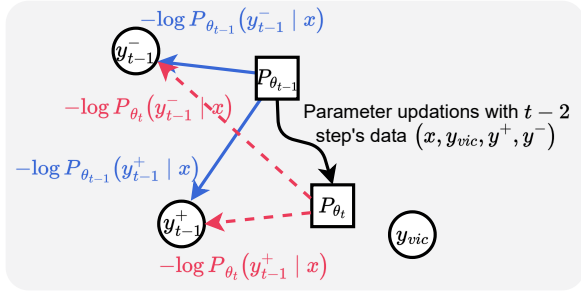 −log P_{θ_{t−1}}(y^−_{t−1} | x)
y^−_{t−1}
P_{θ_{t−1}}
−log P_{θ_t}(y^−_{t−1} | x)
Parameter updations with t − 2
step's data (x, y_{vic}, y^+, y^−)
−log P_{θ_{t−1}}(y^+_{t−1} | x)
P_{θ_t}
y^+_{t−1}
y_{vic}
−log P_{θ_t}(y^+_{t−1} | x)